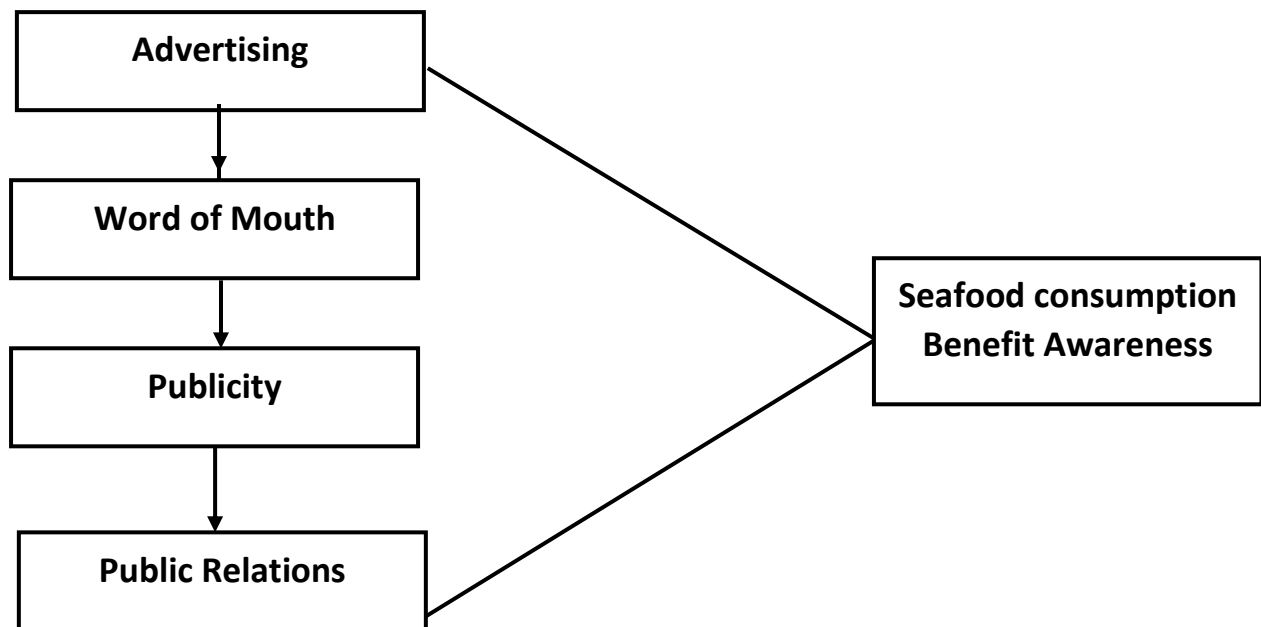 Advertising
Word of Mouth
Publicity
Public Relations
Seafood consumption
Benefit Awareness